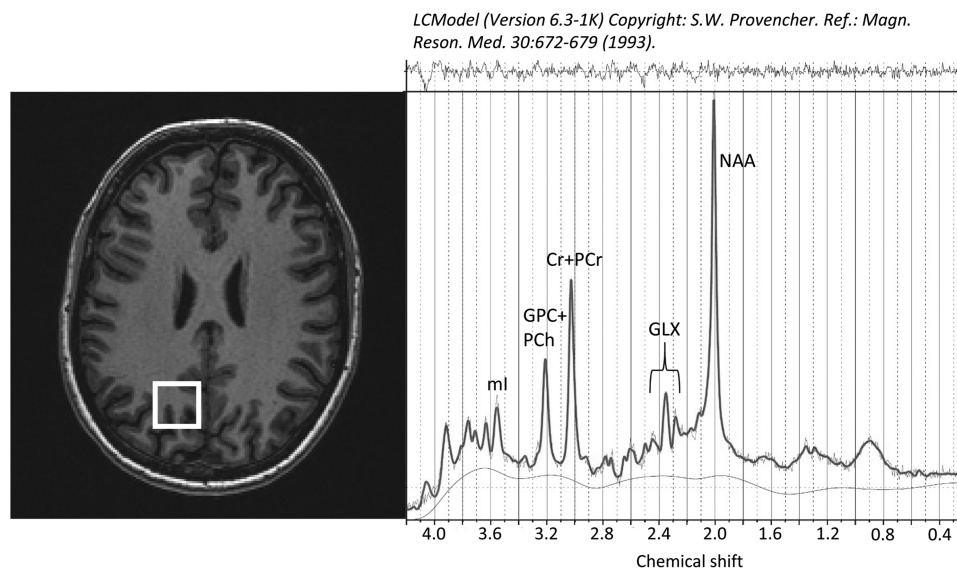 LCModel (Version 6.3-1K) Copyright: S.W. Provencher. Ref.: Magn.
Reson. Med. 30:672-679 (1993).
NAA
Cr+PCr
GPC+
PCh
GLX
mI
4.0 3.6 3.2 2.8 2.4 2.0 1.6 1.2 0.8 0.4
Chemical shift